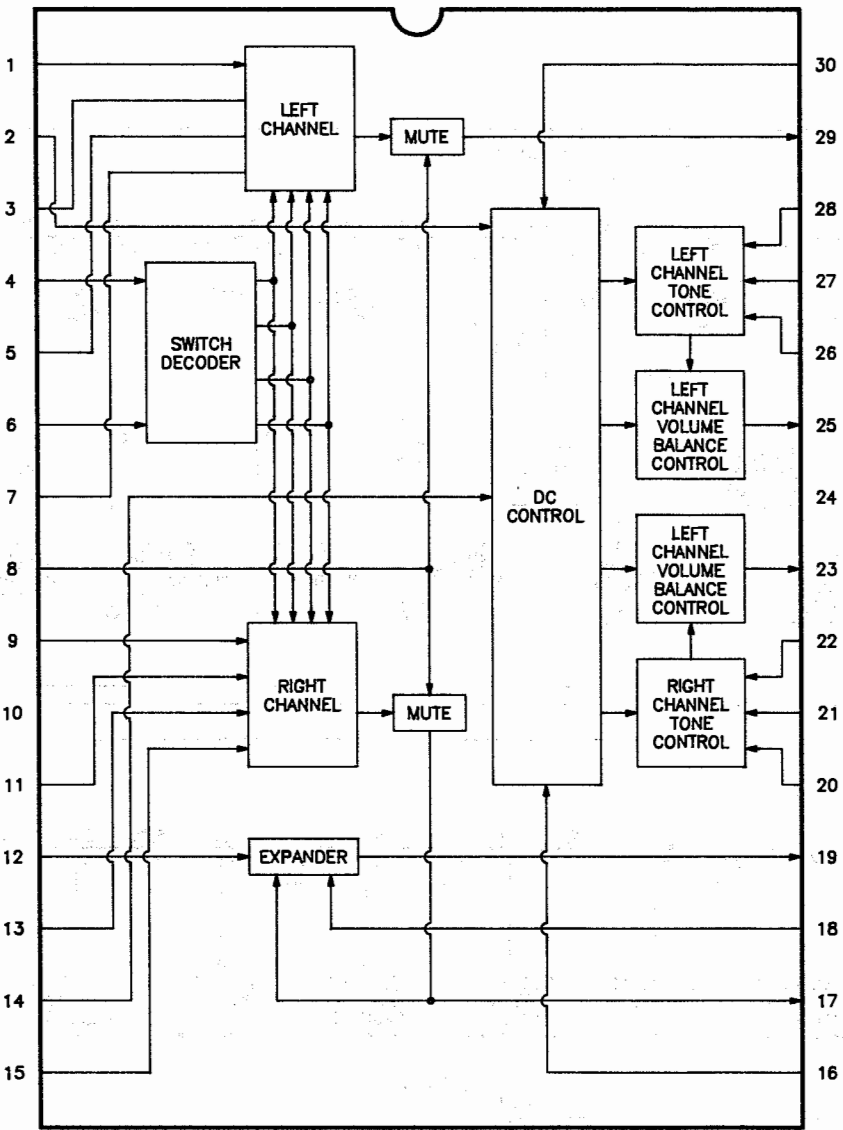 1
2
3
4
5
6
7
8
9
10
11
12
13
14
15
LEFT
CHANNEL
MUTE
SWITCH
DECODER
RIGHT
CHANNEL
MUTE
EXPANDER
DC
CONTROL
LEFT
CHANNEL
TONE
CONTROL
LEFT
CHANNEL
VOLUME
BALANCE
CONTROL
LEFT
CHANNEL
VOLUME
BALANCE
CONTROL
RIGHT
CHANNEL
TONE
CONTROL
30
29
28
27
26
25
24
23
22
21
20
19
18
17
16